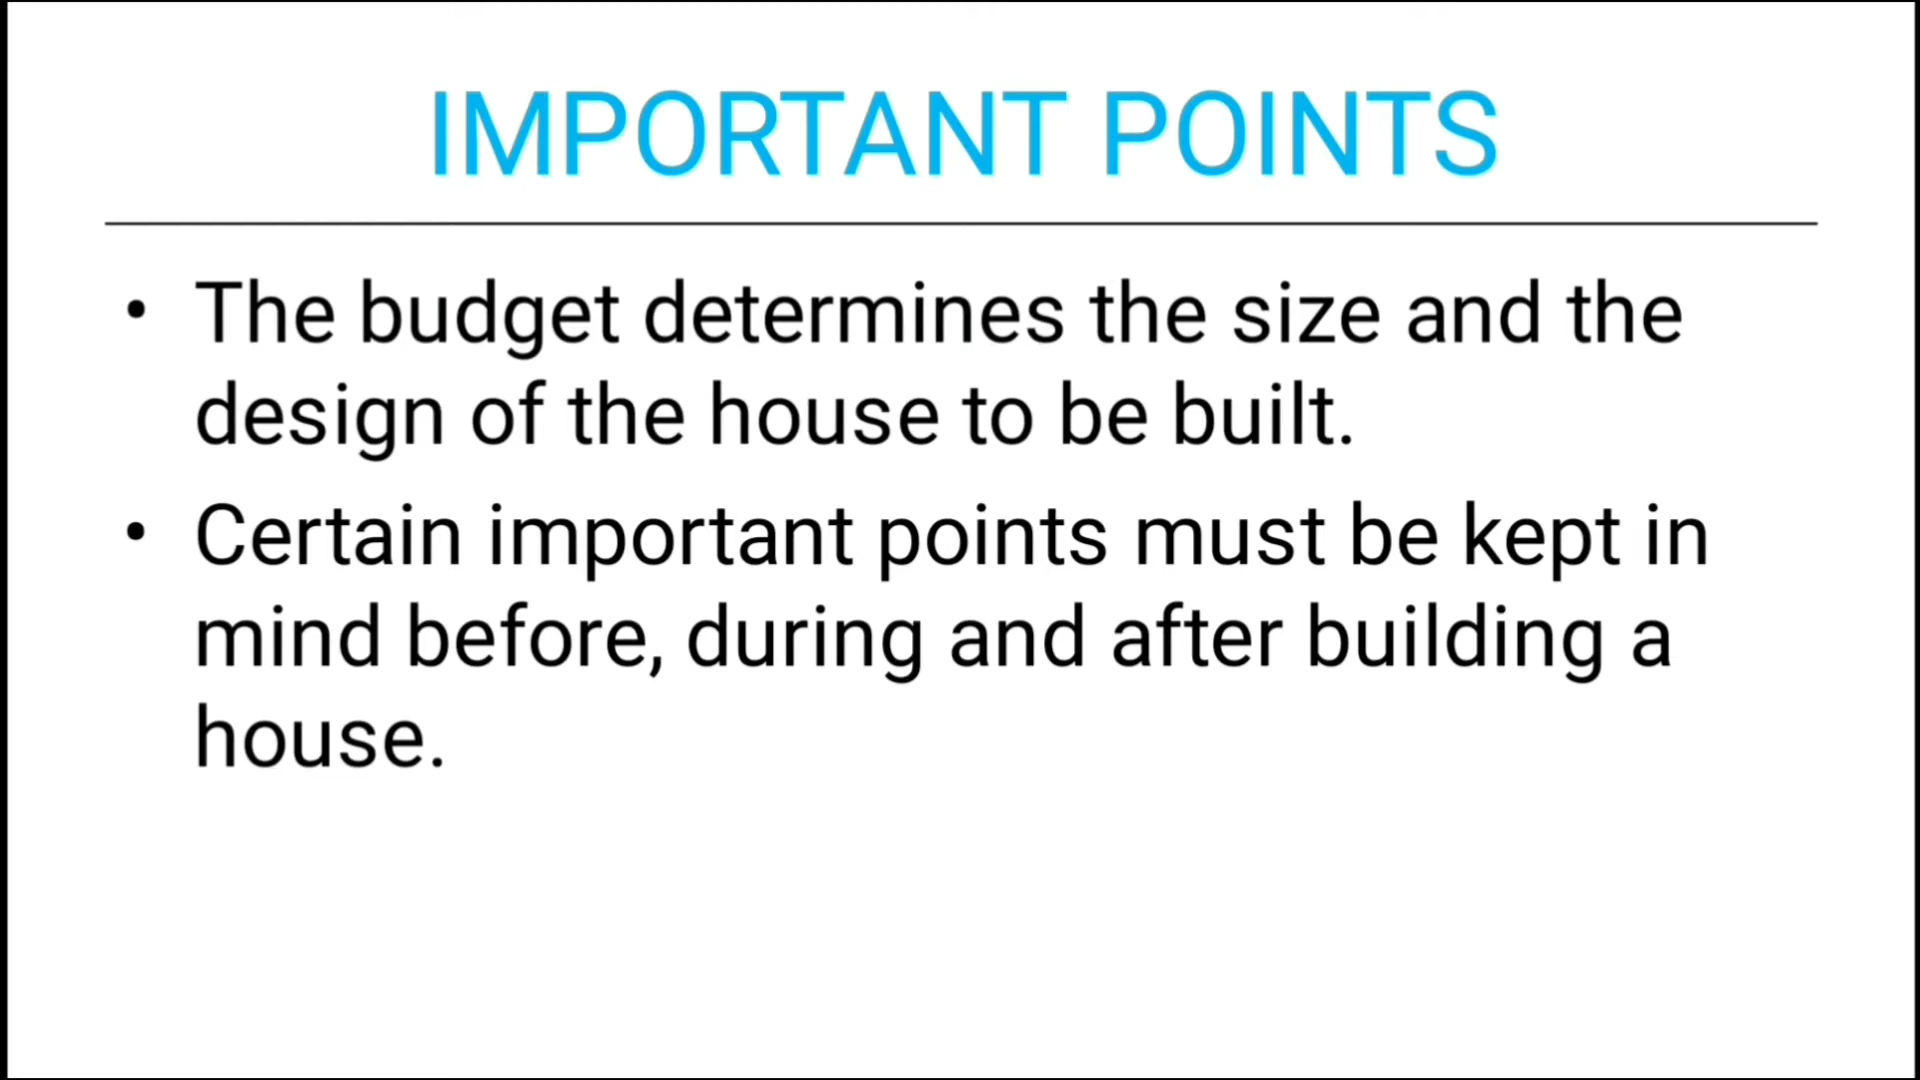 IMPORTANT POINTS
• The budget determines the size and the
design of the house to be built.
• Certain important points must be kept in
mind before, during and after building a
house.